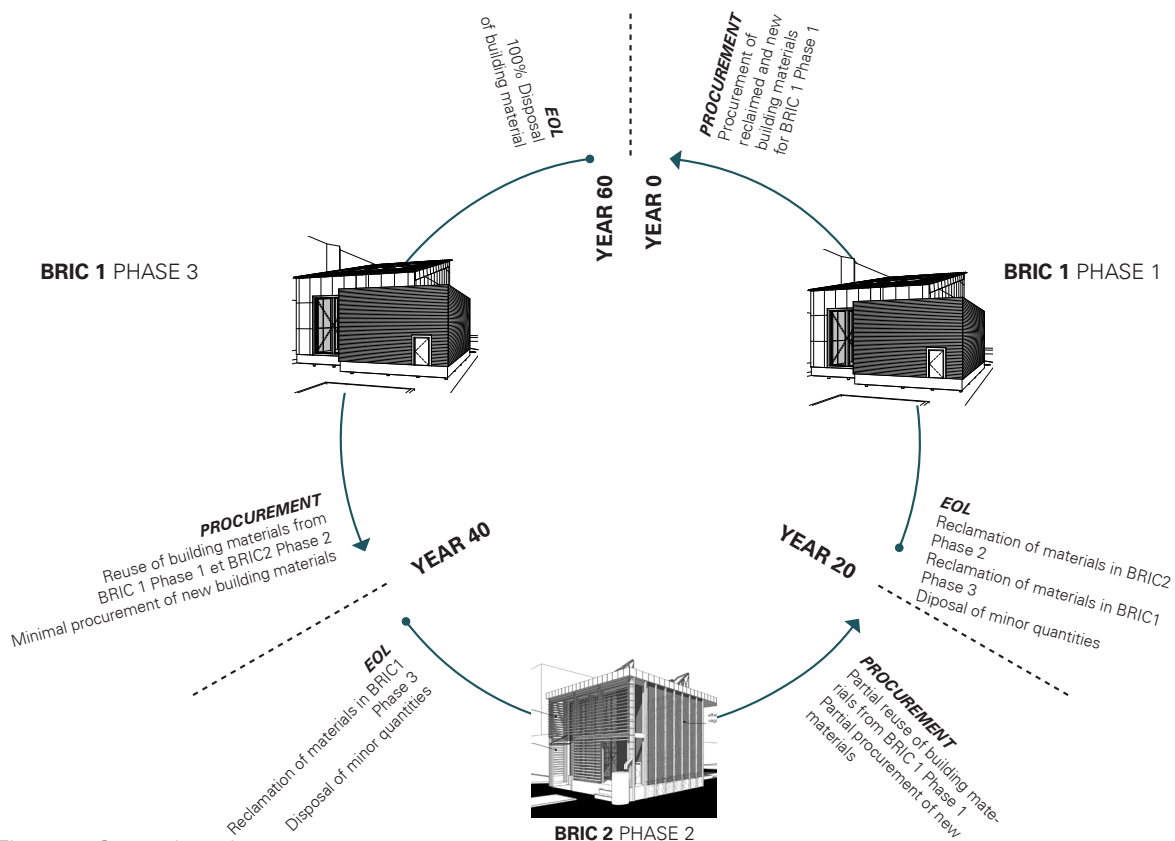 PROCUREMENT
Procurement of
reclaimed and new
building materials
for BRIC 1 Phase 1
YEAR 0
BRIC 1 PHASE 1
EOL
Reclamation of materials in BRIC2
Phase 2
Reclamation of materials in BRIC1
Phase 3
Diposal of minor quantities
YEAR 20
PROCUREMENT
Partial reuse of building mate-
rials from BRIC 1 Phase 1
Partial procurement of new
materials
BRIC 2 PHASE 2
EOL
Reclamation of materials in BRIC1
Phase 3
Disposal of minor quantities
YEAR 40
PROCUREMENT
Reuse of building materials from
BRIC 1 Phase 1 et BRIC2 Phase 2
Minimal procurement of new building materials
BRIC 1 PHASE 3
EOL
100% Disposal
of building material
YEAR 60